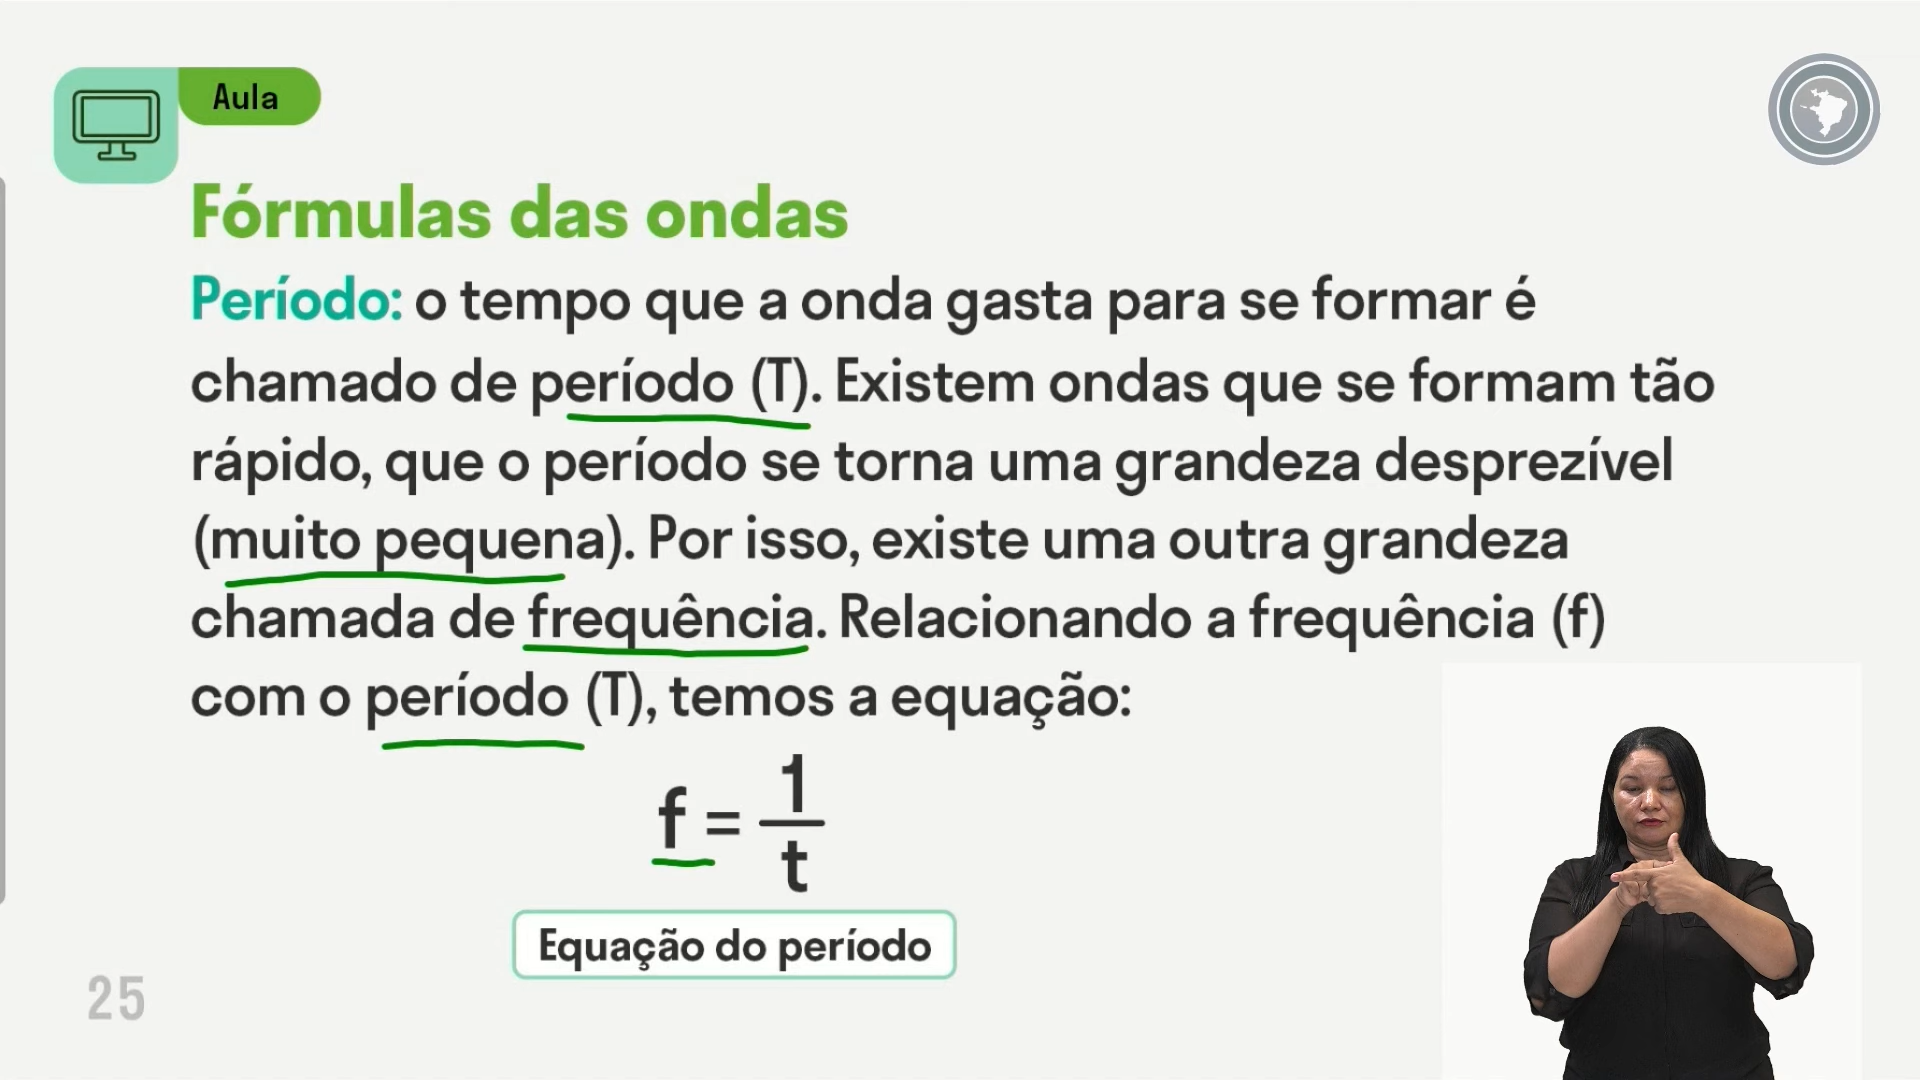 Aula
Fórmulas das ondas
Período: o tempo que a onda gasta para se formar é
chamado de período (T). Existem ondas que se formam tão
rápido, que o período se torna uma grandeza desprezível
(muito pequena). Por isso, existe uma outra grandeza
chamada de frequência. Relacionando a frequência (f)
com o período (T), temos a equação:
f = 1/t
Equação do período
25